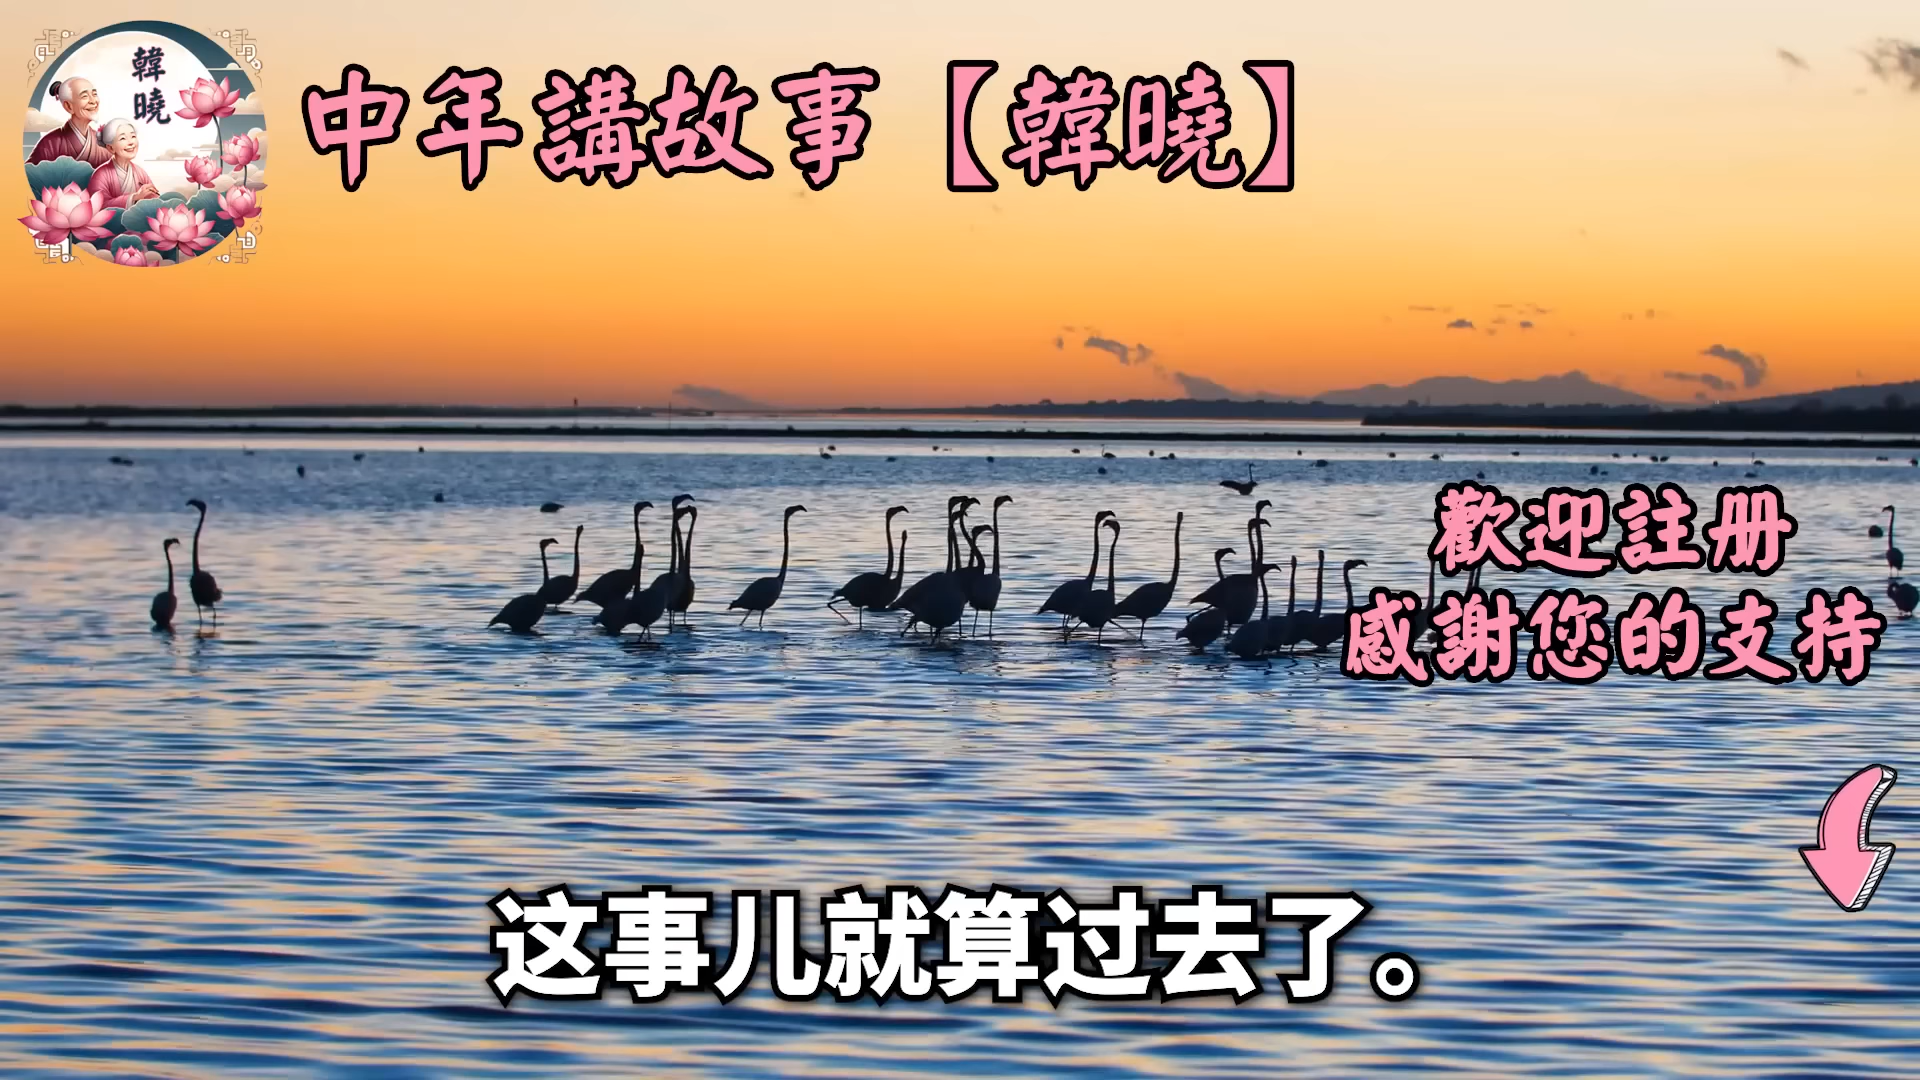 韓曉
中年講故事【韓曉】
歡迎註册
感謝您的支持
这事儿就算过去了。